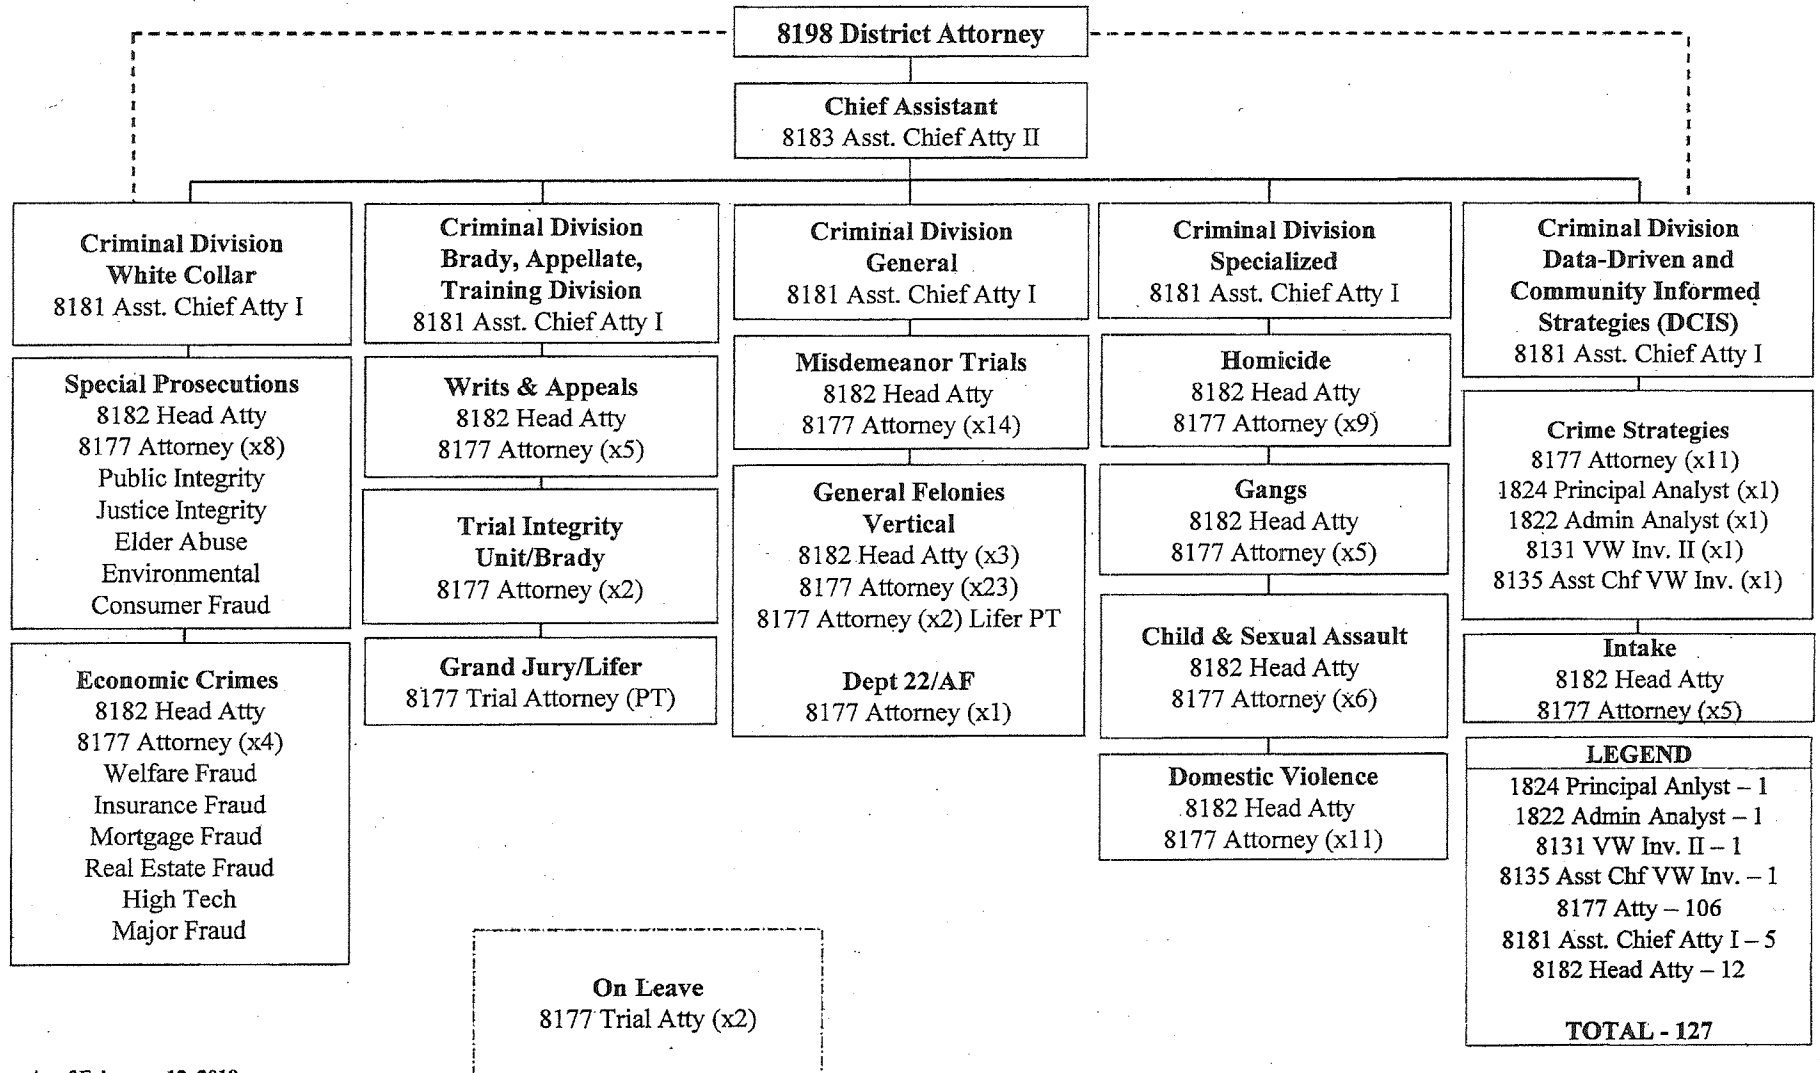 8198 District Attorney
Chief Assistant
8183 Asst. Chief Atty II
Criminal Division
White Collar
8181 Asst. Chief Atty I
Special Prosecutions
8182 Head Atty
8177 Attorney (x8)
Public Integrity
Justice Integrity
Elder Abuse
Environmental
Consumer Fraud
Economic Crimes
8182 Head Atty
8177 Attorney (x4)
Welfare Fraud
Insurance Fraud
Mortgage Fraud
Real Estate Fraud
High Tech
Major Fraud
Criminal Division
Brady, Appellate,
Training Division
8181 Asst. Chief Atty I
Writs & Appeals
8182 Head Atty
8177 Attorney (x5)
Trial Integrity
Unit/Brady
8177 Attorney (x2)
Grand Jury/Lifer
8177 Trial Attorney (PT)
Criminal Division
General
8181 Asst. Chief Atty I
Misdemeanor Trials
8182 Head Atty
8177 Attorney (x14)
General Felonies
Vertical
8182 Head Atty (x3)
8177 Attorney (x23)
8177 Attorney (x2) Lifer PT
Dept 22/AF
8177 Attorney (x1)
Criminal Division
Specialized
8181 Asst. Chief Atty I
Homicide
8182 Head Atty
8177 Attorney (x9)
Gangs
8182 Head Atty
8177 Attorney (x5)
Child & Sexual Assault
8182 Head Atty
8177 Attorney (x6)
Domestic Violence
8182 Head Atty
8177 Attorney (x11)
Criminal Division
Data-Driven and
Community Informed
Strategies (DCIS)
8181 Asst. Chief Atty I
Crime Strategies
8177 Attorney (x11)
1824 Principal Analyst (x1)
1822 Admin Analyst (x1)
8131 VW Inv. II (x1)
8135 Asst Chf VW Inv. (x1)
Intake
8182 Head Atty
8177 Attorney (x5)
LEGEND
1824 Principal Anlyst – 1
1822 Admin Analyst – 1
8131 VW Inv. II – 1
8135 Asst Chf VW Inv. – 1
8177 Atty – 106
8181 Asst. Chief Atty I – 5
8182 Head Atty – 12
TOTAL - 127
On Leave
8177 Trial Atty (x2)